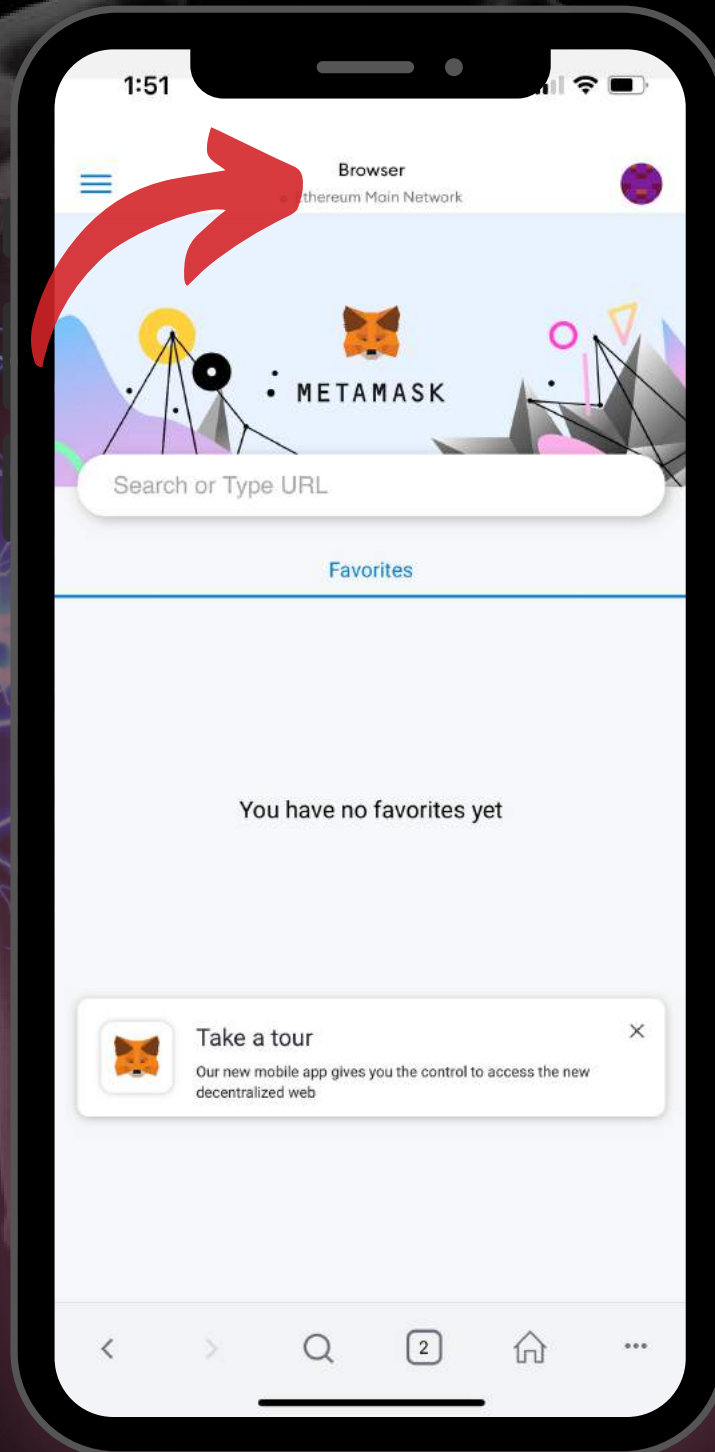 1:51
Browser
Ethereum Main Network
METAMASK
Search or Type URL
Favorites
You have no favorites yet
Take a tour
Our new mobile app gives you the control to access the new
decentralized web
2